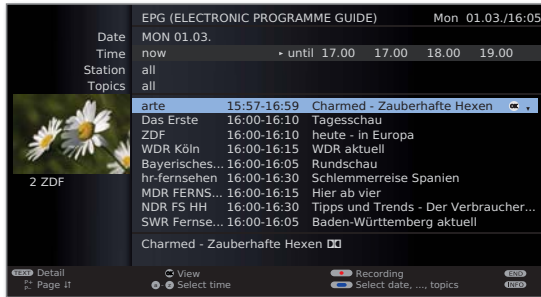 EPG (ELECTRONIC PROGRAMME GUIDE) Mon 01.03./16:05
Date MON 01.03.
Time now ▸ until 17.00 17.00 18.00 19.00
Station all
Topics all
arte 15:57-16:59 Charmed - Zauberhafte Hexen OK
Das Erste 16:00-16:10 Tagesschau
ZDF 16:00-16:10 heute - in Europa
WDR Köln 16:00-16:15 WDR aktuell
Bayerisches... 16:00-16:05 Rundschau
hr-fernsehen 16:00-16:30 Schlemmerreise Spanien
MDR FERNS... 16:00-16:15 Hier ab vier
NDR FS HH 16:00-16:30 Tipps und Trends - Der Verbraucher...
SWR Fernse... 16:00-16:05 Baden-Württemberg aktuell
2 ZDF
Charmed - Zauberhafte Hexen
TEXT Detail OK View Recording END
P+ P- Page Select time Select date, ..., topics INFO